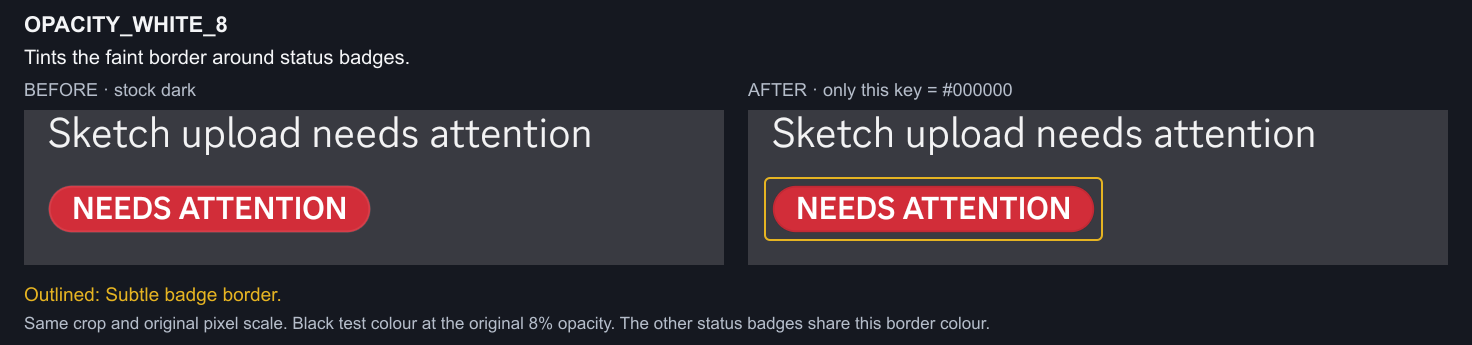 OPACITY_WHITE_8
Tints the faint border around status badges.
BEFORE · stock dark
AFTER · only this key = #000000
Sketch upload needs attention
NEEDS ATTENTION
Sketch upload needs attention
NEEDS ATTENTION
Outlined: Subtle badge border.
Same crop and original pixel scale. Black test colour at the original 8% opacity. The other status badges share this border colour.